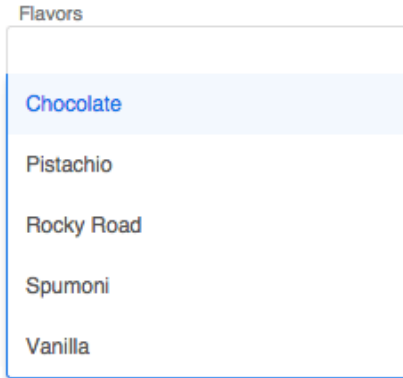 Flavors
Chocolate
Pistachio
Rocky Road
Spumoni
Vanilla